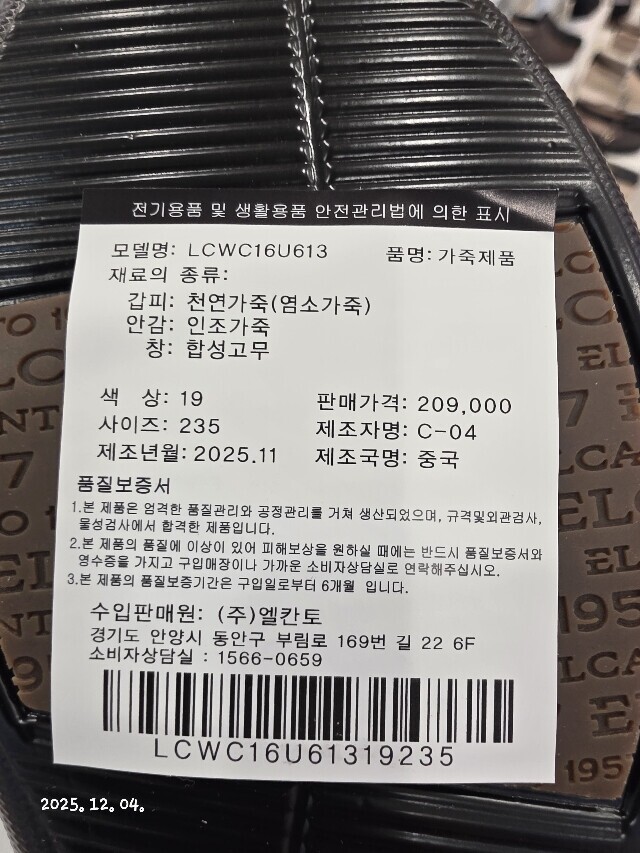 전기용품 및 생활용품 안전관리법에 의한 표시
모델명: LCWC16U613 품명: 가죽제품
재료의 종류:
갑피: 천연가죽(염소가죽)
안감: 인조가죽
창: 합성고무
색 상: 19 판매가격: 209,000
사이즈: 235 제조자명: C-04
제조년월: 2025.11 제조국명: 중국
품질보증서
1.본 제품은 엄격한 품질관리와 공정관리를 거쳐 생산되었으며, 규격및외관검사,
물성검사에서 합격한 제품입니다.
2.본 제품의 품질에 이상이 있어 피해보상을 원하실 때에는 반드시 품질보증서와
영수증을 가지고 구입매장이나 가까운 소비자상담실로 연락해주십시오.
3.본 제품의 품질보증기간은 구입일로부터 6개월 입니다.
수입판매원: (주)엘칸토
경기도 안양시 동안구 부림로 169번 길 22 6F
소비자상담실 : 1566-0659
LCWC16U61319235
2025. 12. 04.